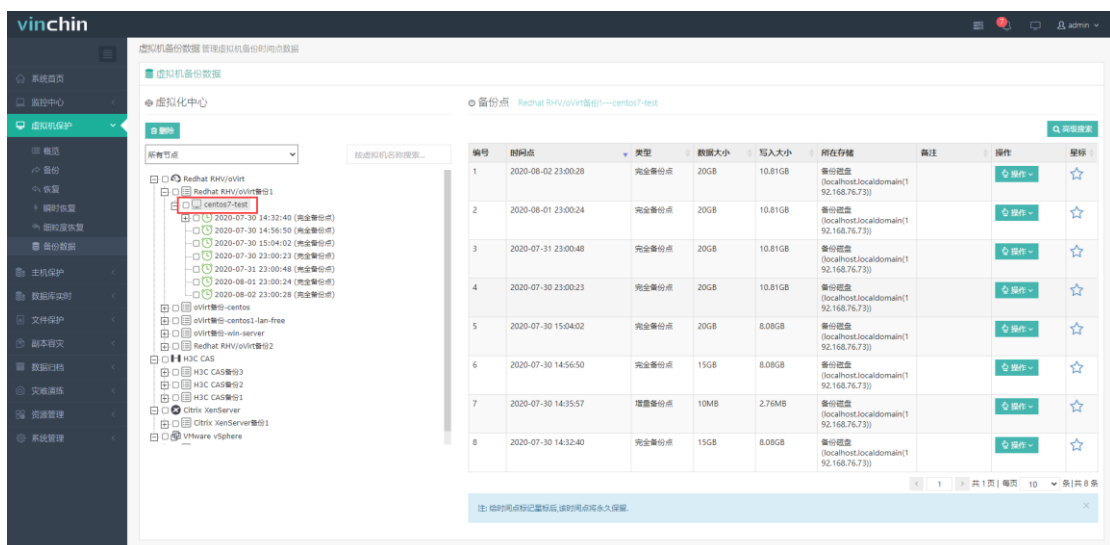 vinchin
7
admin
虚拟机备份数据 管理虚拟机备份时间点数据
系统首页
监控中心
虚拟机保护
概览
备份
恢复
瞬时恢复
细粒度恢复
备份数据
主机保护
数据库实时
文件保护
副本容灾
数据归档
灾难演练
资源管理
系统管理
虚拟机备份数据
虚拟化中心
删除
所有节点
按虚拟机名称搜索...
Redhat RHV/oVirt
Redhat RHV/oVirt备份1
centos7-test
2020-07-30 14:32:40 (完全备份点)
2020-07-30 14:56:50 (完全备份点)
2020-07-30 15:04:02 (完全备份点)
2020-07-30 23:00:23 (完全备份点)
2020-07-31 23:00:48 (完全备份点)
2020-08-01 23:00:24 (完全备份点)
2020-08-02 23:00:28 (完全备份点)
oVirt备份-centos
oVirt备份-centos1-lan-free
oVirt备份-win-server
Redhat RHV/oVirt备份2
H3C CAS
H3C CAS备份3
H3C CAS备份2
H3C CAS备份1
Citrix XenServer
Citrix XenServer备份1
VMware vSphere
备份点 Redhat RHV/oVirt备份1---centos7-test
高级搜索
编号 时间点 类型 数据大小 写入大小 所在存储 备注 操作 星标
1 2020-08-02 23:00:28 完全备份点 20GB 10.81GB 备份磁盘 操作
(localhost.localdomain(1
92.168.76.73))
2 2020-08-01 23:00:24 完全备份点 20GB 10.81GB 备份磁盘 操作
(localhost.localdomain(1
92.168.76.73))
3 2020-07-31 23:00:48 完全备份点 20GB 10.81GB 备份磁盘 操作
(localhost.localdomain(1
92.168.76.73))
4 2020-07-30 23:00:23 完全备份点 20GB 10.81GB 备份磁盘 操作
(localhost.localdomain(1
92.168.76.73))
5 2020-07-30 15:04:02 完全备份点 20GB 8.08GB 备份磁盘 操作
(localhost.localdomain(1
92.168.76.73))
6 2020-07-30 14:56:50 完全备份点 15GB 8.08GB 备份磁盘 操作
(localhost.localdomain(1
92.168.76.73))
7 2020-07-30 14:35:57 增量备份点 10MB 2.76MB 备份磁盘 操作
(localhost.localdomain(1
92.168.76.73))
8 2020-07-30 14:32:40 完全备份点 15GB 8.08GB 备份磁盘 操作
(localhost.localdomain(1
92.168.76.73))
1 共1页| 每页 10 条|共 8 条
注: 给时间点标记星标后,该时间点将永久保留.